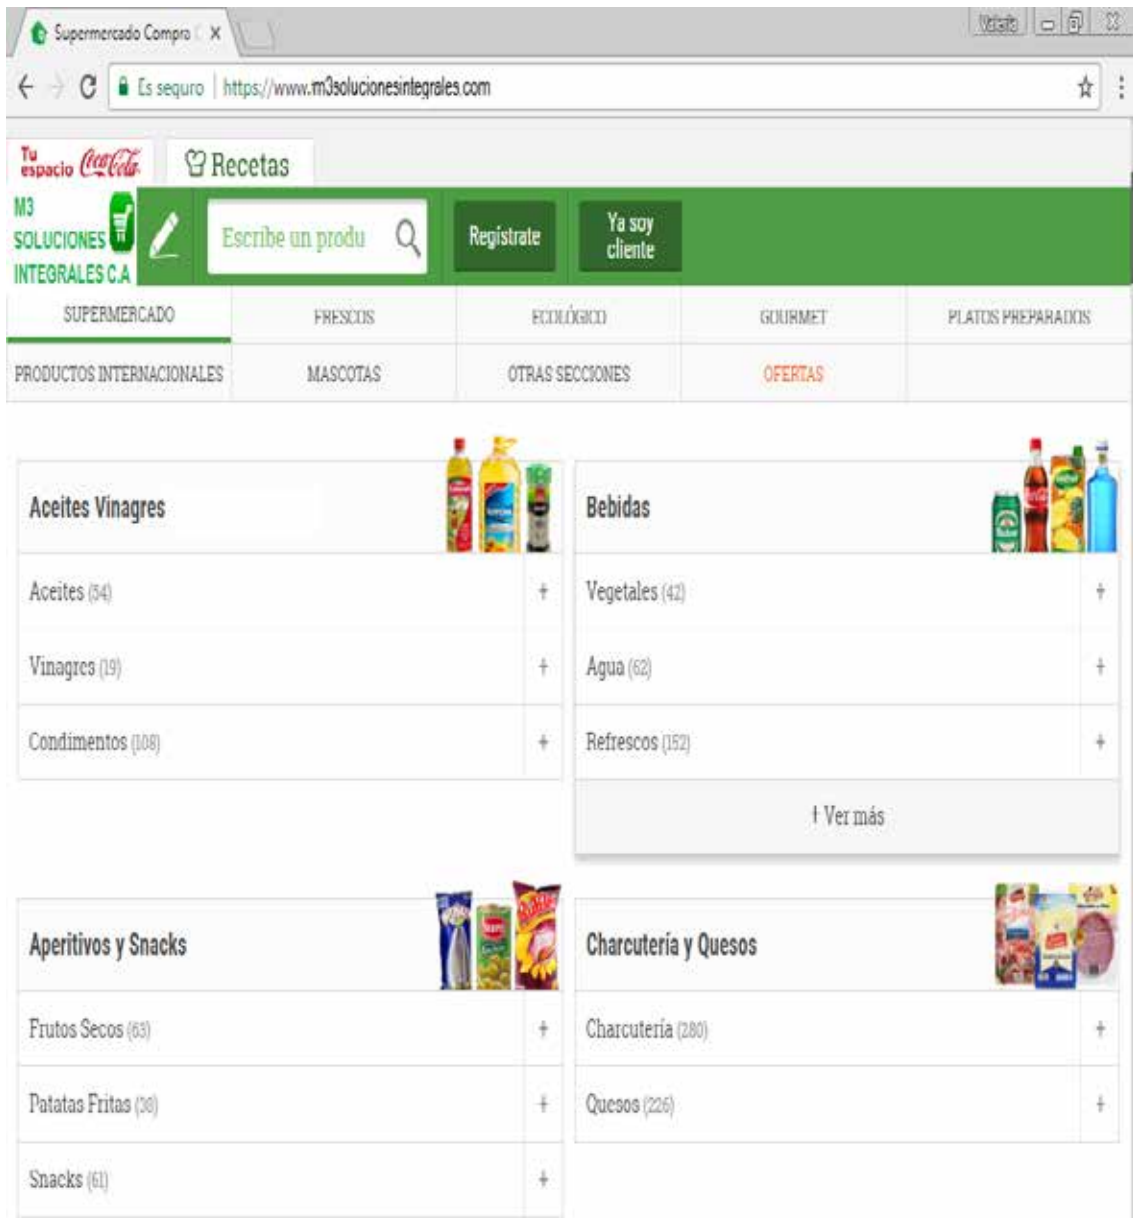 Supermercado Compra C
Es seguro | https://www.m3solucionesintegrales.com
Tu espacio Coca-Cola
Recetas
M3
SOLUCIONES
INTEGRALES C.A
Escribe un produ
Regístrate
Ya soy
cliente
SUPERMERCADO FRESCOS ECOLÓGICO GOURMET PLATOS PREPARADOS
PRODUCTOS INTERNACIONALES MASCOTAS OTRAS SECCIONES OFERTAS
Aceites Vinagres
Aceites (54) +
Vinagres (19) +
Condimentos (108) +
Bebidas
Vegetales (42) +
Agua (62) +
Refrescos (152) +
+ Ver más
Aperitivos y Snacks
Frutos Secos (63) +
Patatas Fritas (38) +
Snacks (61) +
Charcutería y Quesos
Charcutería (280) +
Quesos (226) +